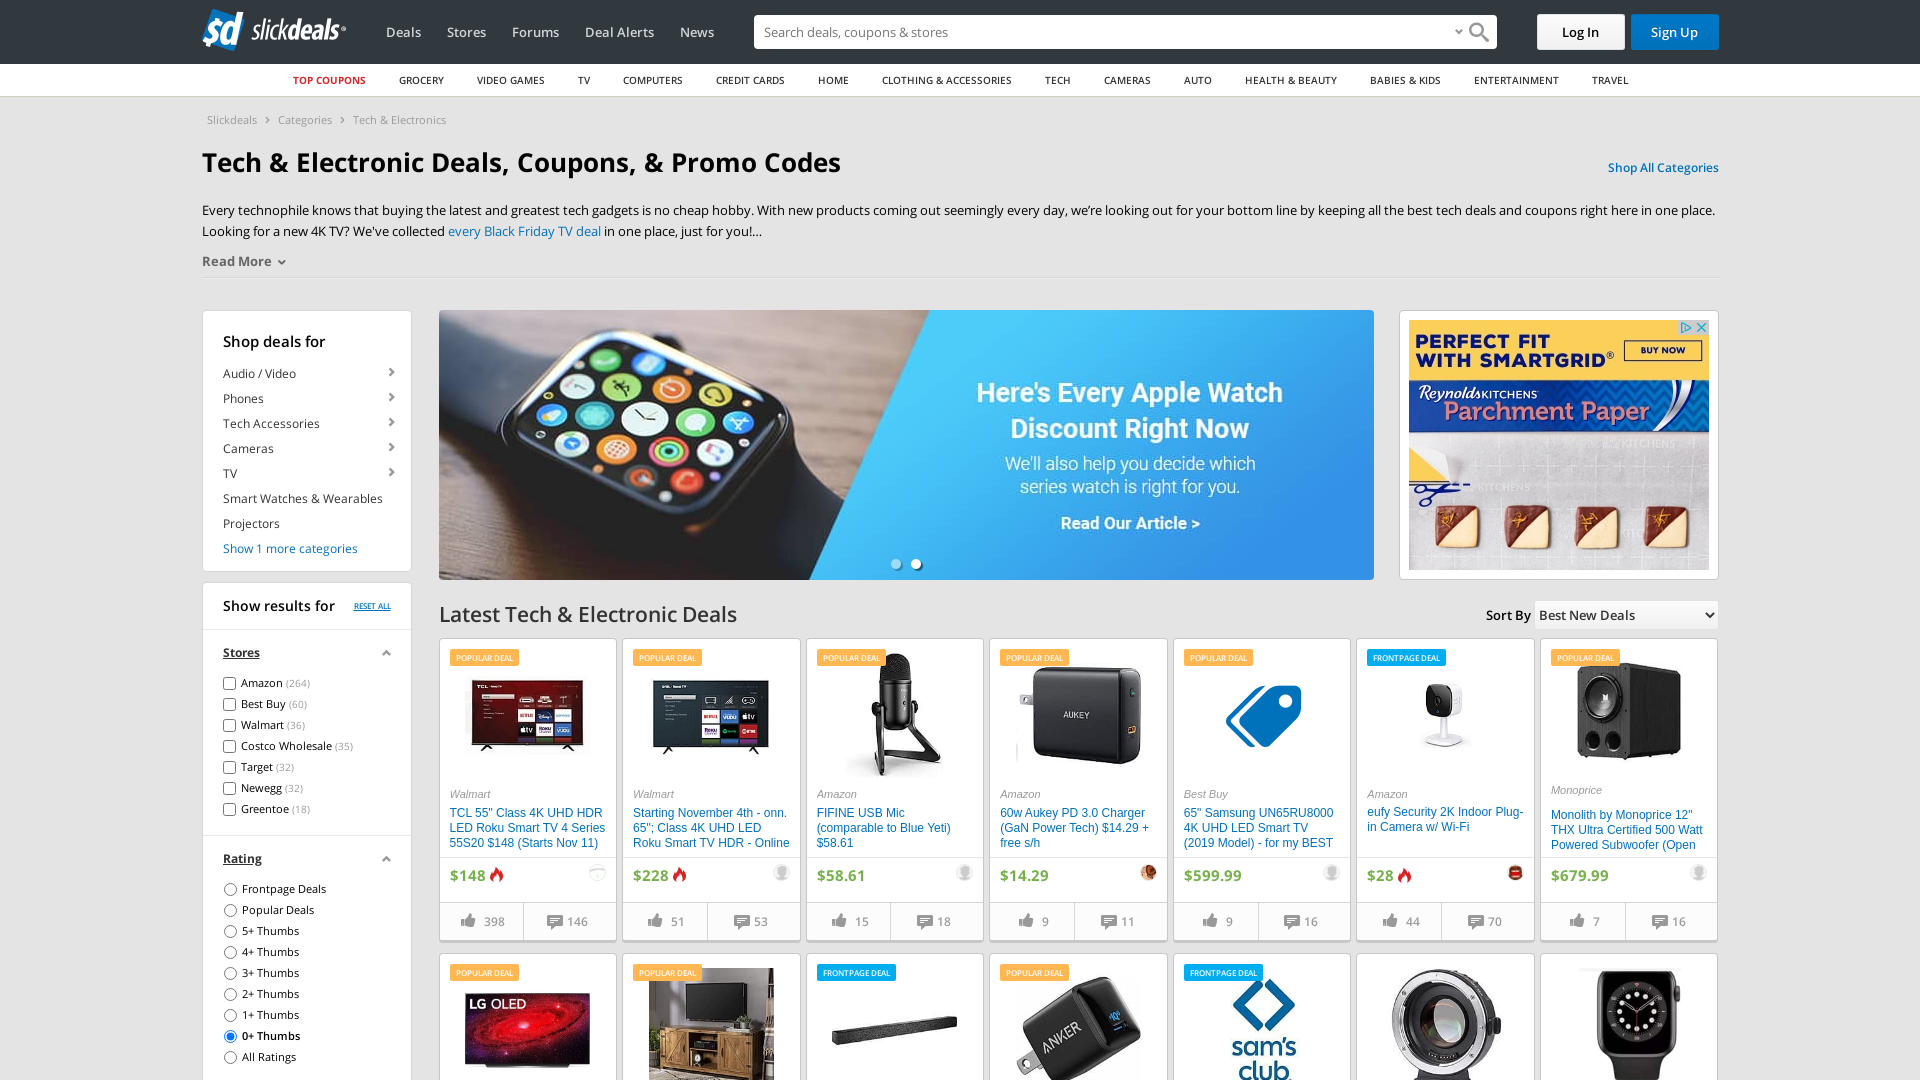 slickdeals
Deals
Stores
Forums
Deal Alerts
News
Search deals, coupons & stores
Log In
Sign Up
TOP COUPONS
GROCERY
VIDEO GAMES
TV
COMPUTERS
CREDIT CARDS
HOME
CLOTHING & ACCESSORIES
TECH
CAMERAS
AUTO
HEALTH & BEAUTY
BABIES & KIDS
ENTERTAINMENT
TRAVEL
Slickdeals > Categories > Tech & Electronics
Tech & Electronic Deals, Coupons, & Promo Codes
Shop All Categories
Every technophile knows that buying the latest and greatest tech gadgets is no cheap hobby. With new products coming out seemingly every day, we’re looking out for your bottom line by keeping all the best tech deals and coupons right here in one place.
Looking for a new 4K TV? We've collected every Black Friday TV deal in one place, just for you!...
Read More
Shop deals for
Audio / Video
Phones
Tech Accessories
Cameras
TV
Smart Watches & Wearables
Projectors
Show 1 more categories
Show results for
RESET ALL
Stores
Amazon (264)
Best Buy (60)
Walmart (36)
Costco Wholesale (35)
Target (32)
Newegg (32)
Greentoe (18)
Rating
Frontpage Deals
Popular Deals
5+ Thumbs
4+ Thumbs
3+ Thumbs
2+ Thumbs
1+ Thumbs
0+ Thumbs
All Ratings
Here's Every Apple Watch
Discount Right Now
We'll also help you decide which
series watch is right for you.
Read Our Article >
PERFECT FIT
WITH SMARTGRID®
BUY NOW
Reynolds KITCHENS
Parchment Paper
Latest Tech & Electronic Deals
Sort By
Best New Deals
POPULAR DEAL
Walmart
TCL 55" Class 4K UHD HDR
LED Roku Smart TV 4 Series
55S20 $148 (Starts Nov 11)
$148
398
146
POPULAR DEAL
Walmart
Starting November 4th - onn.
65"; Class 4K UHD LED
Roku Smart TV HDR - Online
$228
51
53
POPULAR DEAL
Amazon
FIFINE USB Mic
(comparable to Blue Yeti)
$58.61
$58.61
15
18
POPULAR DEAL
AUKEY
Amazon
60w Aukey PD 3.0 Charger
(GaN Power Tech) $14.29 +
free s/h
$14.29
9
11
POPULAR DEAL
Best Buy
65" Samsung UN65RU8000
4K UHD LED Smart TV
(2019 Model) - for my BEST
$599.99
9
16
FRONTPAGE DEAL
Amazon
eufy Security 2K Indoor Plug-
in Camera w/ Wi-Fi
$28
44
70
POPULAR DEAL
Monoprice
Monolith by Monoprice 12"
THX Ultra Certified 500 Watt
Powered Subwoofer (Open
$679.99
7
16
POPULAR DEAL
LG OLED
POPULAR DEAL
FRONTPAGE DEAL
POPULAR DEAL
ANKER
FRONTPAGE DEAL
sam's
club